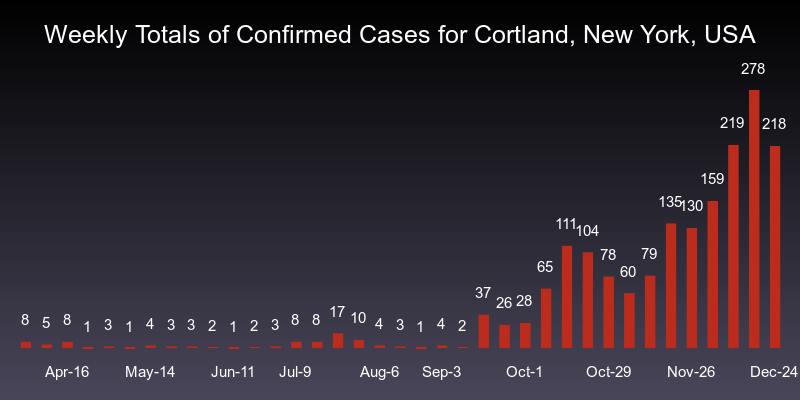 Weekly Totals of Confirmed Cases for Cortland, New York, USA
8 5 8 1 3 1 4 3 3 2 1 2 3 8 8 17 10 4 3 1 4 2 37 26 28 65 111 104 78 60 79 135 130 159 219 278 218
Apr-16 May-14 Jun-11 Jul-9 Aug-6 Sep-3 Oct-1 Oct-29 Nov-26 Dec-24